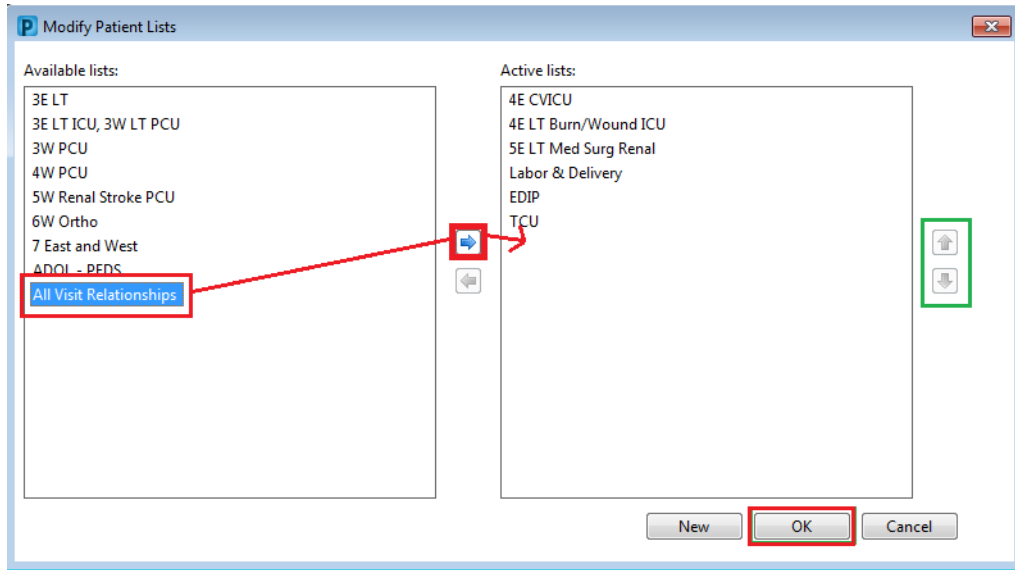 Modify Patient Lists
Available lists:
3E LT
3E LT ICU, 3W LT PCU
3W PCU
4W PCU
5W Renal Stroke PCU
6W Ortho
7 East and West
ADOL - PEDS
All Visit Relationships
Active lists:
4E CVICU
4E LT Burn/Wound ICU
5E LT Med Surg Renal
Labor & Delivery
EDIP
TCU
New
OK
Cancel